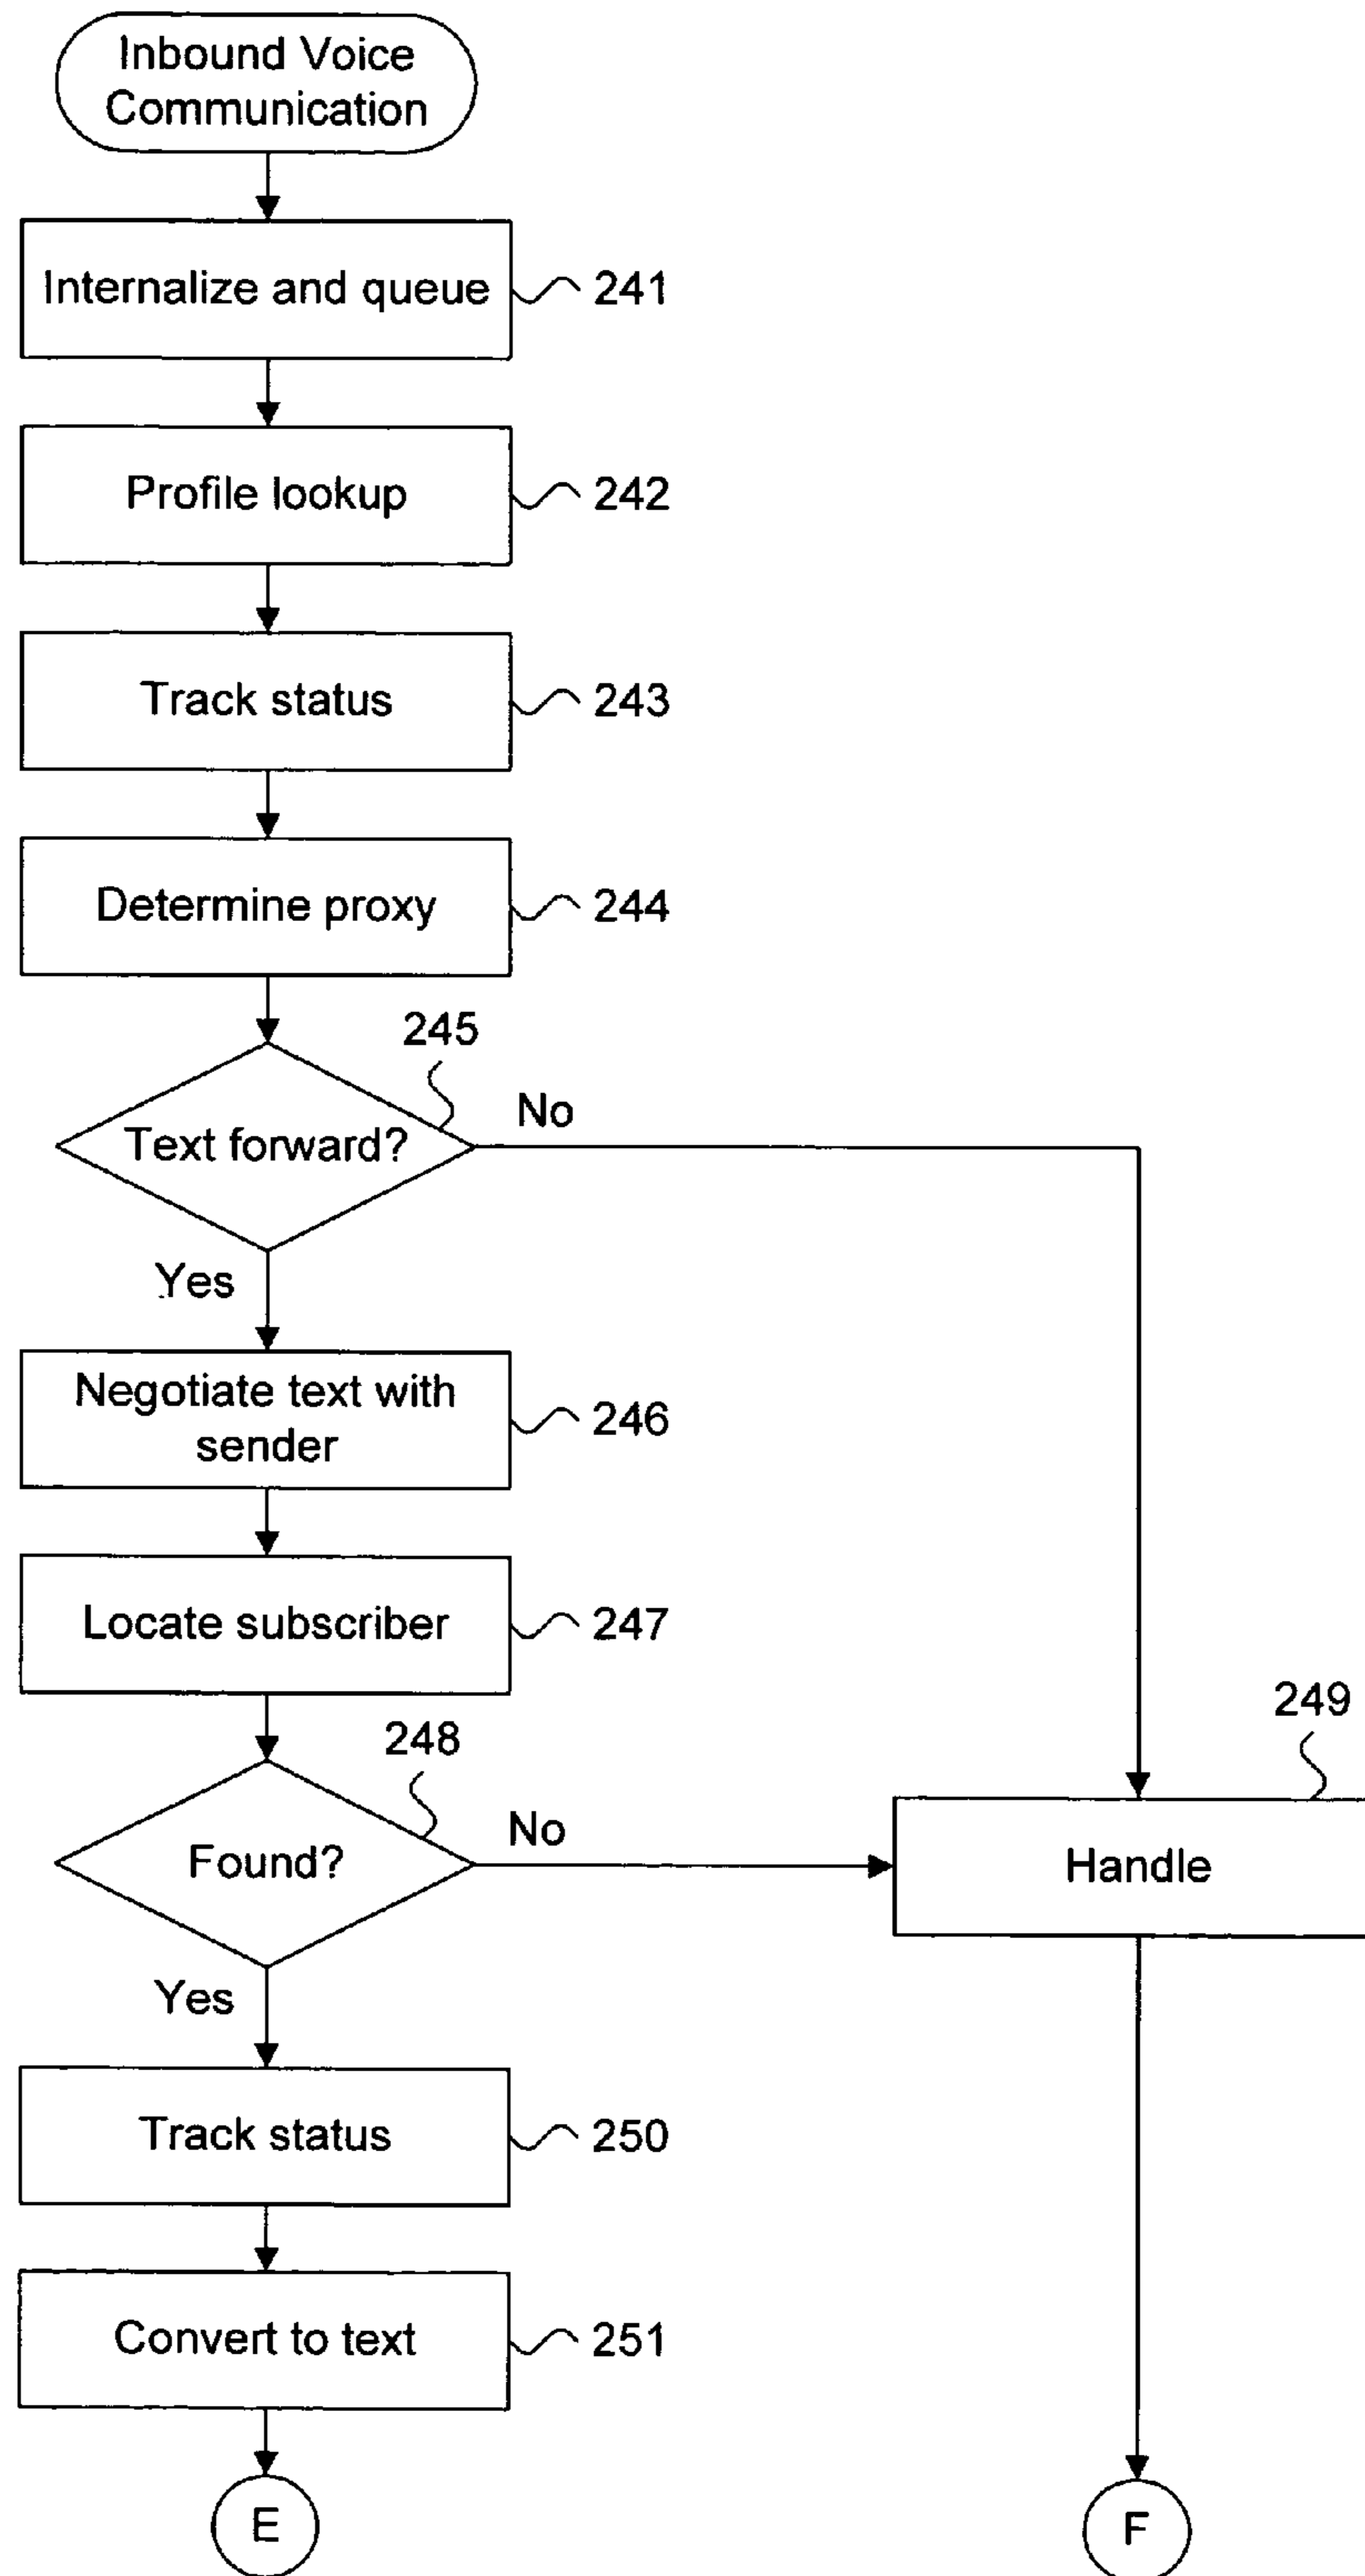 Inbound Voice
Communication
Internalize and queue
241
Profile lookup
242
Track status
243
Determine proxy
244
245
Text forward?
No
Yes
Negotiate text with
sender
246
Locate subscriber
247
248
Found?
No
249
Handle
Yes
Track status
250
Convert to text
251
E
F